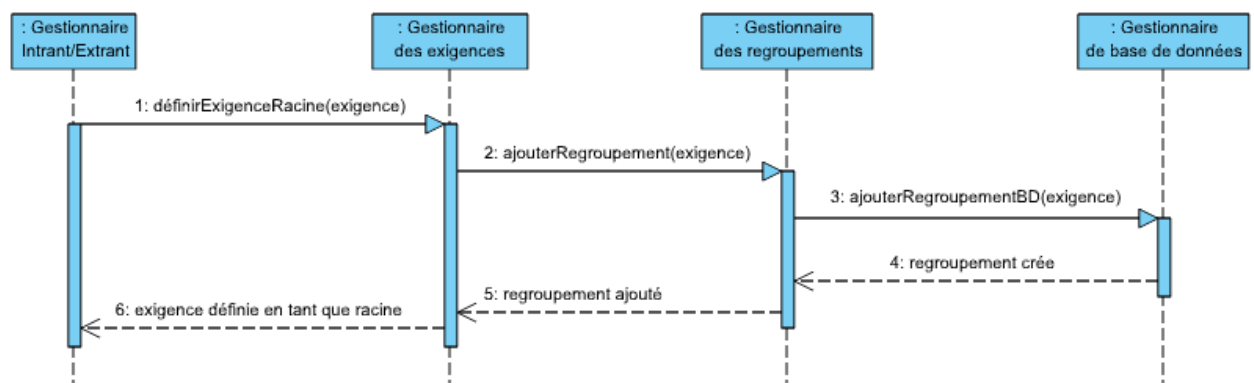 : Gestionnaire
Intrant/Extrant
: Gestionnaire
des exigences
: Gestionnaire
des regroupements
: Gestionnaire
de base de données
1: définirExigenceRacine(exigence)
2: ajouterRegroupement(exigence)
3: ajouterRegroupementBD(exigence)
4: regroupement crée
5: regroupement ajouté
6: exigence définie en tant que racine